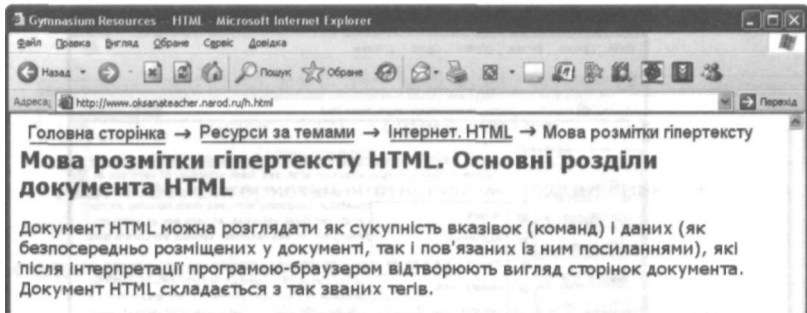 Gymnasium Resources -- HTML - Microsoft Internet Explorer
Файл Правка Вигляд Обране Сервіс Довідка
Назад Пошук Обране
Адреса: http://www.oksanateacher.narod.ru/h.html Перехід
Головна сторінка → Ресурси за темами → Інтернет. HTML → Мова розмітки гіпертексту
Мова розмітки гіпертексту HTML. Основні розділи
документа HTML
Документ HTML можна розглядати як сукупність вказівок (команд) і даних (як
безпосередньо розміщених у документі, так і пов'язаних із ним посиланнями), які
після інтерпретації програмою-браузером відтворюють вигляд сторінок документа.
Документ HTML складається з так званих тегів.